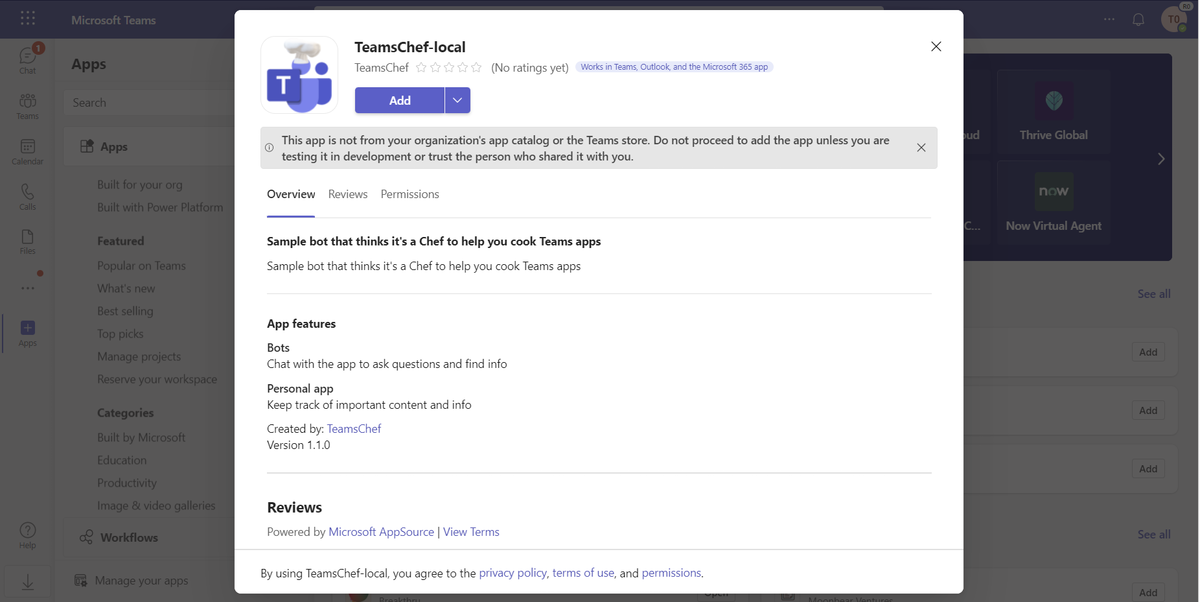 Microsoft Teams
TO
RO
TeamsChef-local
TeamsChef
(No ratings yet)
Works in Teams, Outlook, and the Microsoft 365 app
Add
This app is not from your organization's app catalog or the Teams store. Do not proceed to add the app unless you are
testing it in development or trust the person who shared it with you.
Overview
Reviews
Permissions
Sample bot that thinks it's a Chef to help you cook Teams apps
Sample bot that thinks it's a Chef to help you cook Teams apps
App features
Bots
Chat with the app to ask questions and find info
Personal app
Keep track of important content and info
Created by: TeamsChef
Version 1.1.0
Reviews
Powered by Microsoft AppSource | View Terms
By using TeamsChef-local, you agree to the privacy policy, terms of use, and permissions.
1
Chat
Teams
Calendar
Calls
Files
Apps
Help
Apps
Search
Apps
Built for your org
Built with Power Platform
Featured
Popular on Teams
What's new
Best selling
Top picks
Manage projects
Reserve your workspace
Categories
Built by Microsoft
Education
Productivity
Image & video galleries
Workflows
Manage your apps
oud
Thrive Global
C...
now
Now Virtual Agent
See all
Add
Add
Add
See all
Add
Open